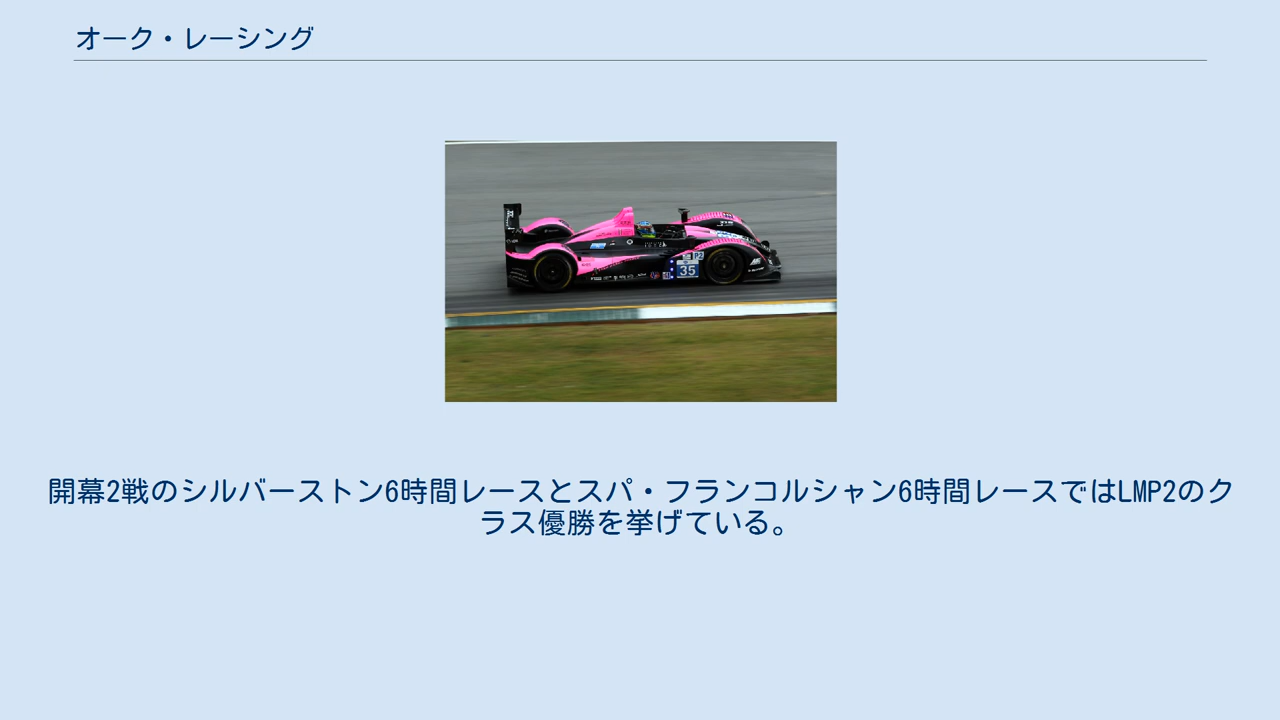 オーク・レーシング
35
開幕2戦のシルバーストン6時間レースとスパ・フランコルシャン6時間レースではLMP2のク
ラス優勝を挙げている。